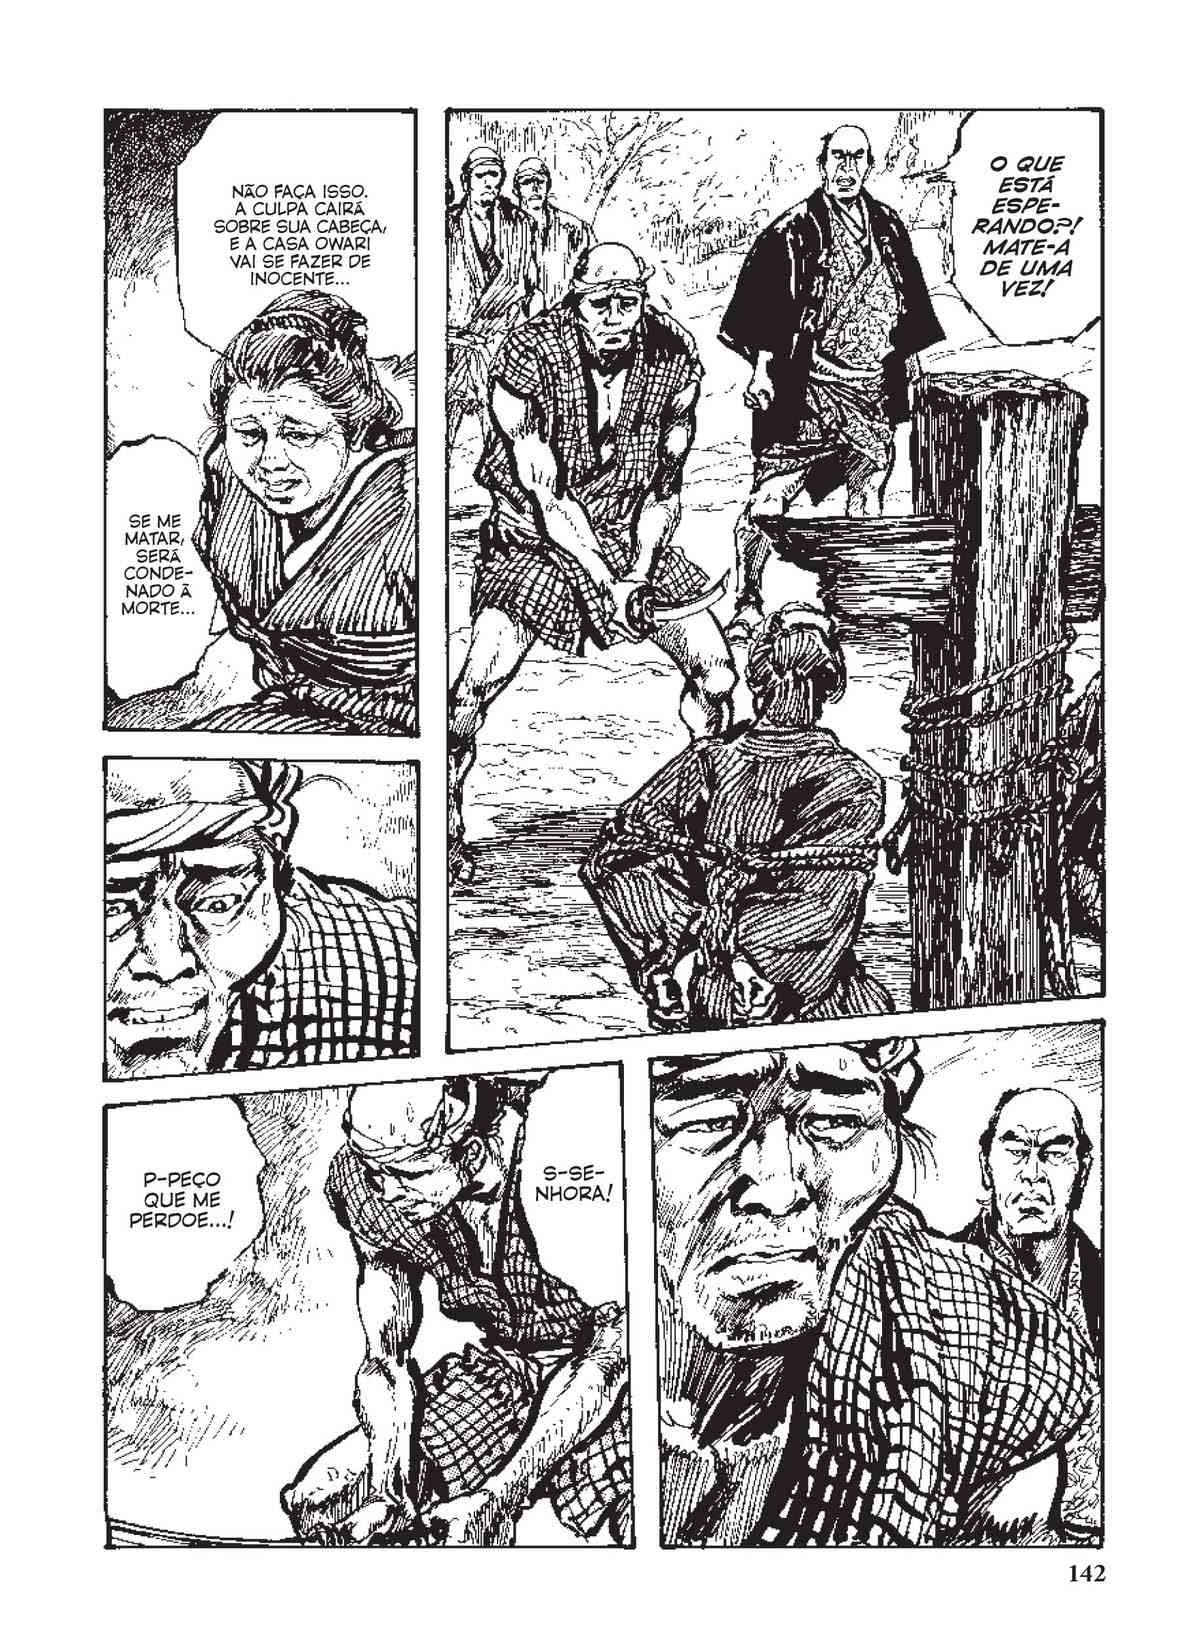 O QUE
ESTÁ
ESPE-
RANDO?!
MATE-A
DE UMA
VEZ!
NÃO FAÇA ISSO.
A CULPA CAIRÁ
SOBRE SUA CABEÇA,
E A CASA OWARI
VAI SE FAZER DE
INOCENTE...
SE ME
MATAR,
SERÁ
CONDE-
NADO À
MORTE...
S-SE-
NHORA!
P-PEÇO
QUE ME
PERDOE...!
142